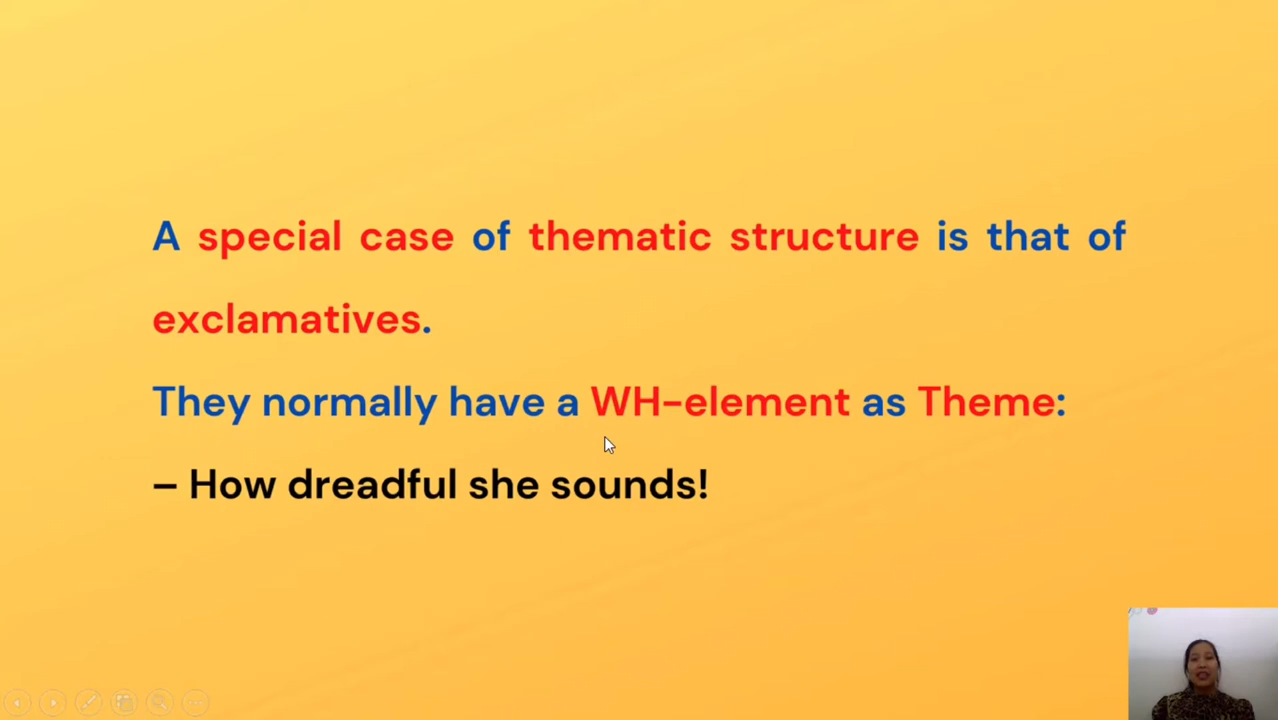 A special case of thematic structure is that of
exclamatives.
They normally have a WH-element as Theme:
– How dreadful she sounds!